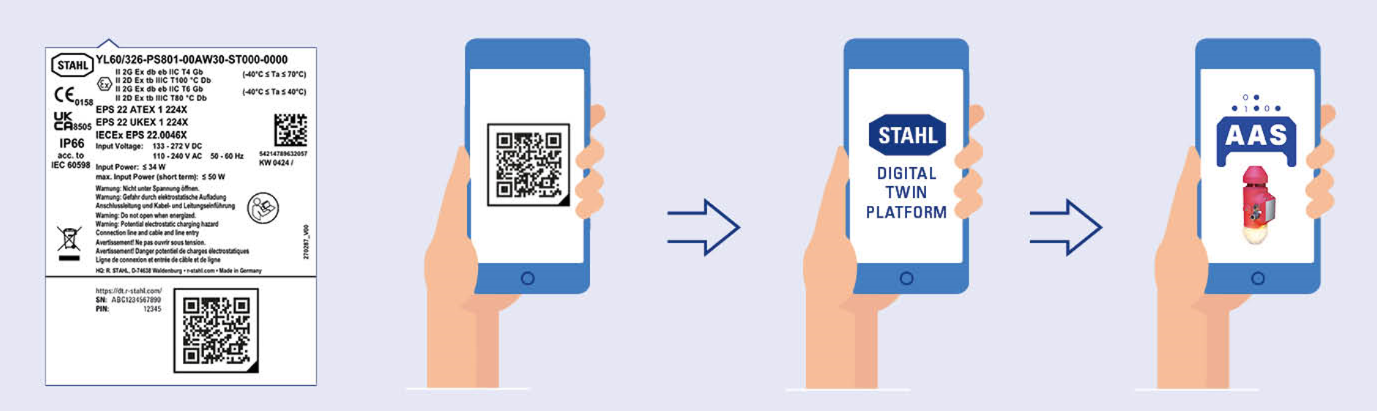 STAHL
YL60/326-PS801-00AW30-ST000-0000
II 2G Ex db eb IIC T4 Gb
II 2D Ex tb IIIC T100 °C Db
(-40°C ≤ Ta ≤ 70°C)
II 2G Ex db eb IIC T6 Gb
II 2D Ex tb IIIC T80 °C Db
(-40°C ≤ Ta ≤ 40°C)
CE 0158
EPS 22 ATEX 1 224X
UK CA 8505
EPS 22 UKEX 1 224X
IECEx EPS 22.0046X
IP66
acc. to
IEC 60598
Input Voltage: 133 - 272 V DC
110 - 240 V AC 50 - 60 Hz
54214789632057
KW 0424 /
Input Power: ≤ 34 W
max. Input Power (short term): ≤ 50 W
Warnung: Nicht unter Spannung öffnen.
Warnung: Gefahr durch elektrostatische Aufladung
Anschlussleitung und Kabel- und Leitungseinführung
Warning: Do not open when energized.
Warning: Potential electrostatic charging hazard
Connection line and cable and line entry
Avertissement! Ne pas ouvrir sous tension.
Avertissement! Danger potentiel de charges électrostatiques
Ligne de connexion et entrée de câble et de ligne
270287_V00
HQ: R. STAHL, D-74638 Waldenburg • r-stahl.com • Made in Germany
https://dt.r-stahl.com/
SN: ABC1234567890
PIN: 12345
STAHL
DIGITAL
TWIN
PLATFORM
0
1 0
AAS